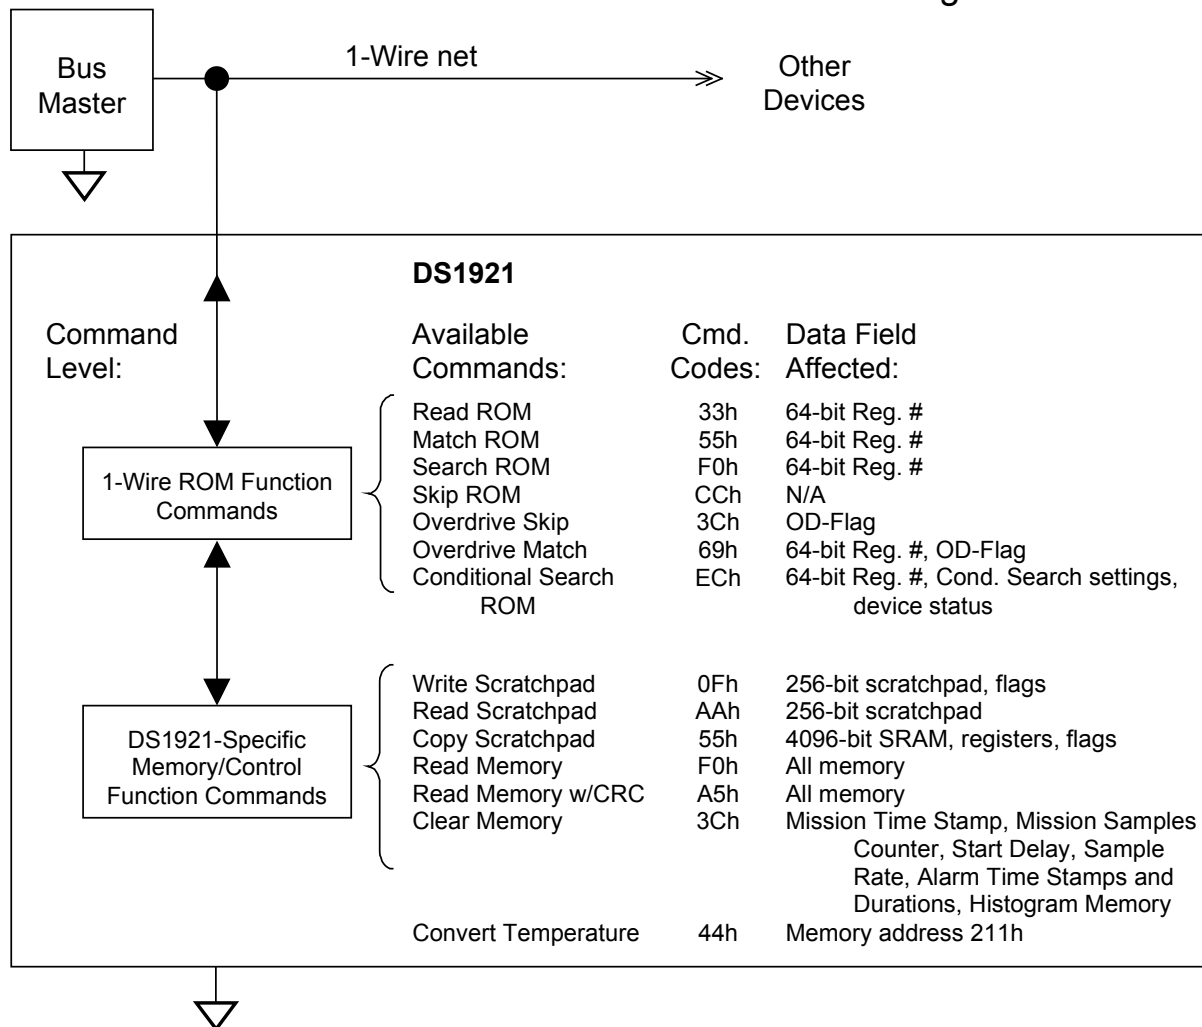 1-Wire net
Bus
Master
Other
Devices
DS1921
Command
Level:
Available
Commands:
Cmd.
Codes:
Data Field
Affected:
1-Wire ROM Function
Commands
Read ROM 33h 64-bit Reg. #
Match ROM 55h 64-bit Reg. #
Search ROM F0h 64-bit Reg. #
Skip ROM CCh N/A
Overdrive Skip 3Ch OD-Flag
Overdrive Match 69h 64-bit Reg. #, OD-Flag
Conditional Search ECh 64-bit Reg. #, Cond. Search settings,
ROM device status
DS1921-Specific
Memory/Control
Function Commands
Write Scratchpad 0Fh 256-bit scratchpad, flags
Read Scratchpad AAh 256-bit scratchpad
Copy Scratchpad 55h 4096-bit SRAM, registers, flags
Read Memory F0h All memory
Read Memory w/CRC A5h All memory
Clear Memory 3Ch Mission Time Stamp, Mission Samples
Counter, Start Delay, Sample
Rate, Alarm Time Stamps and
Durations, Histogram Memory
Convert Temperature 44h Memory address 211h